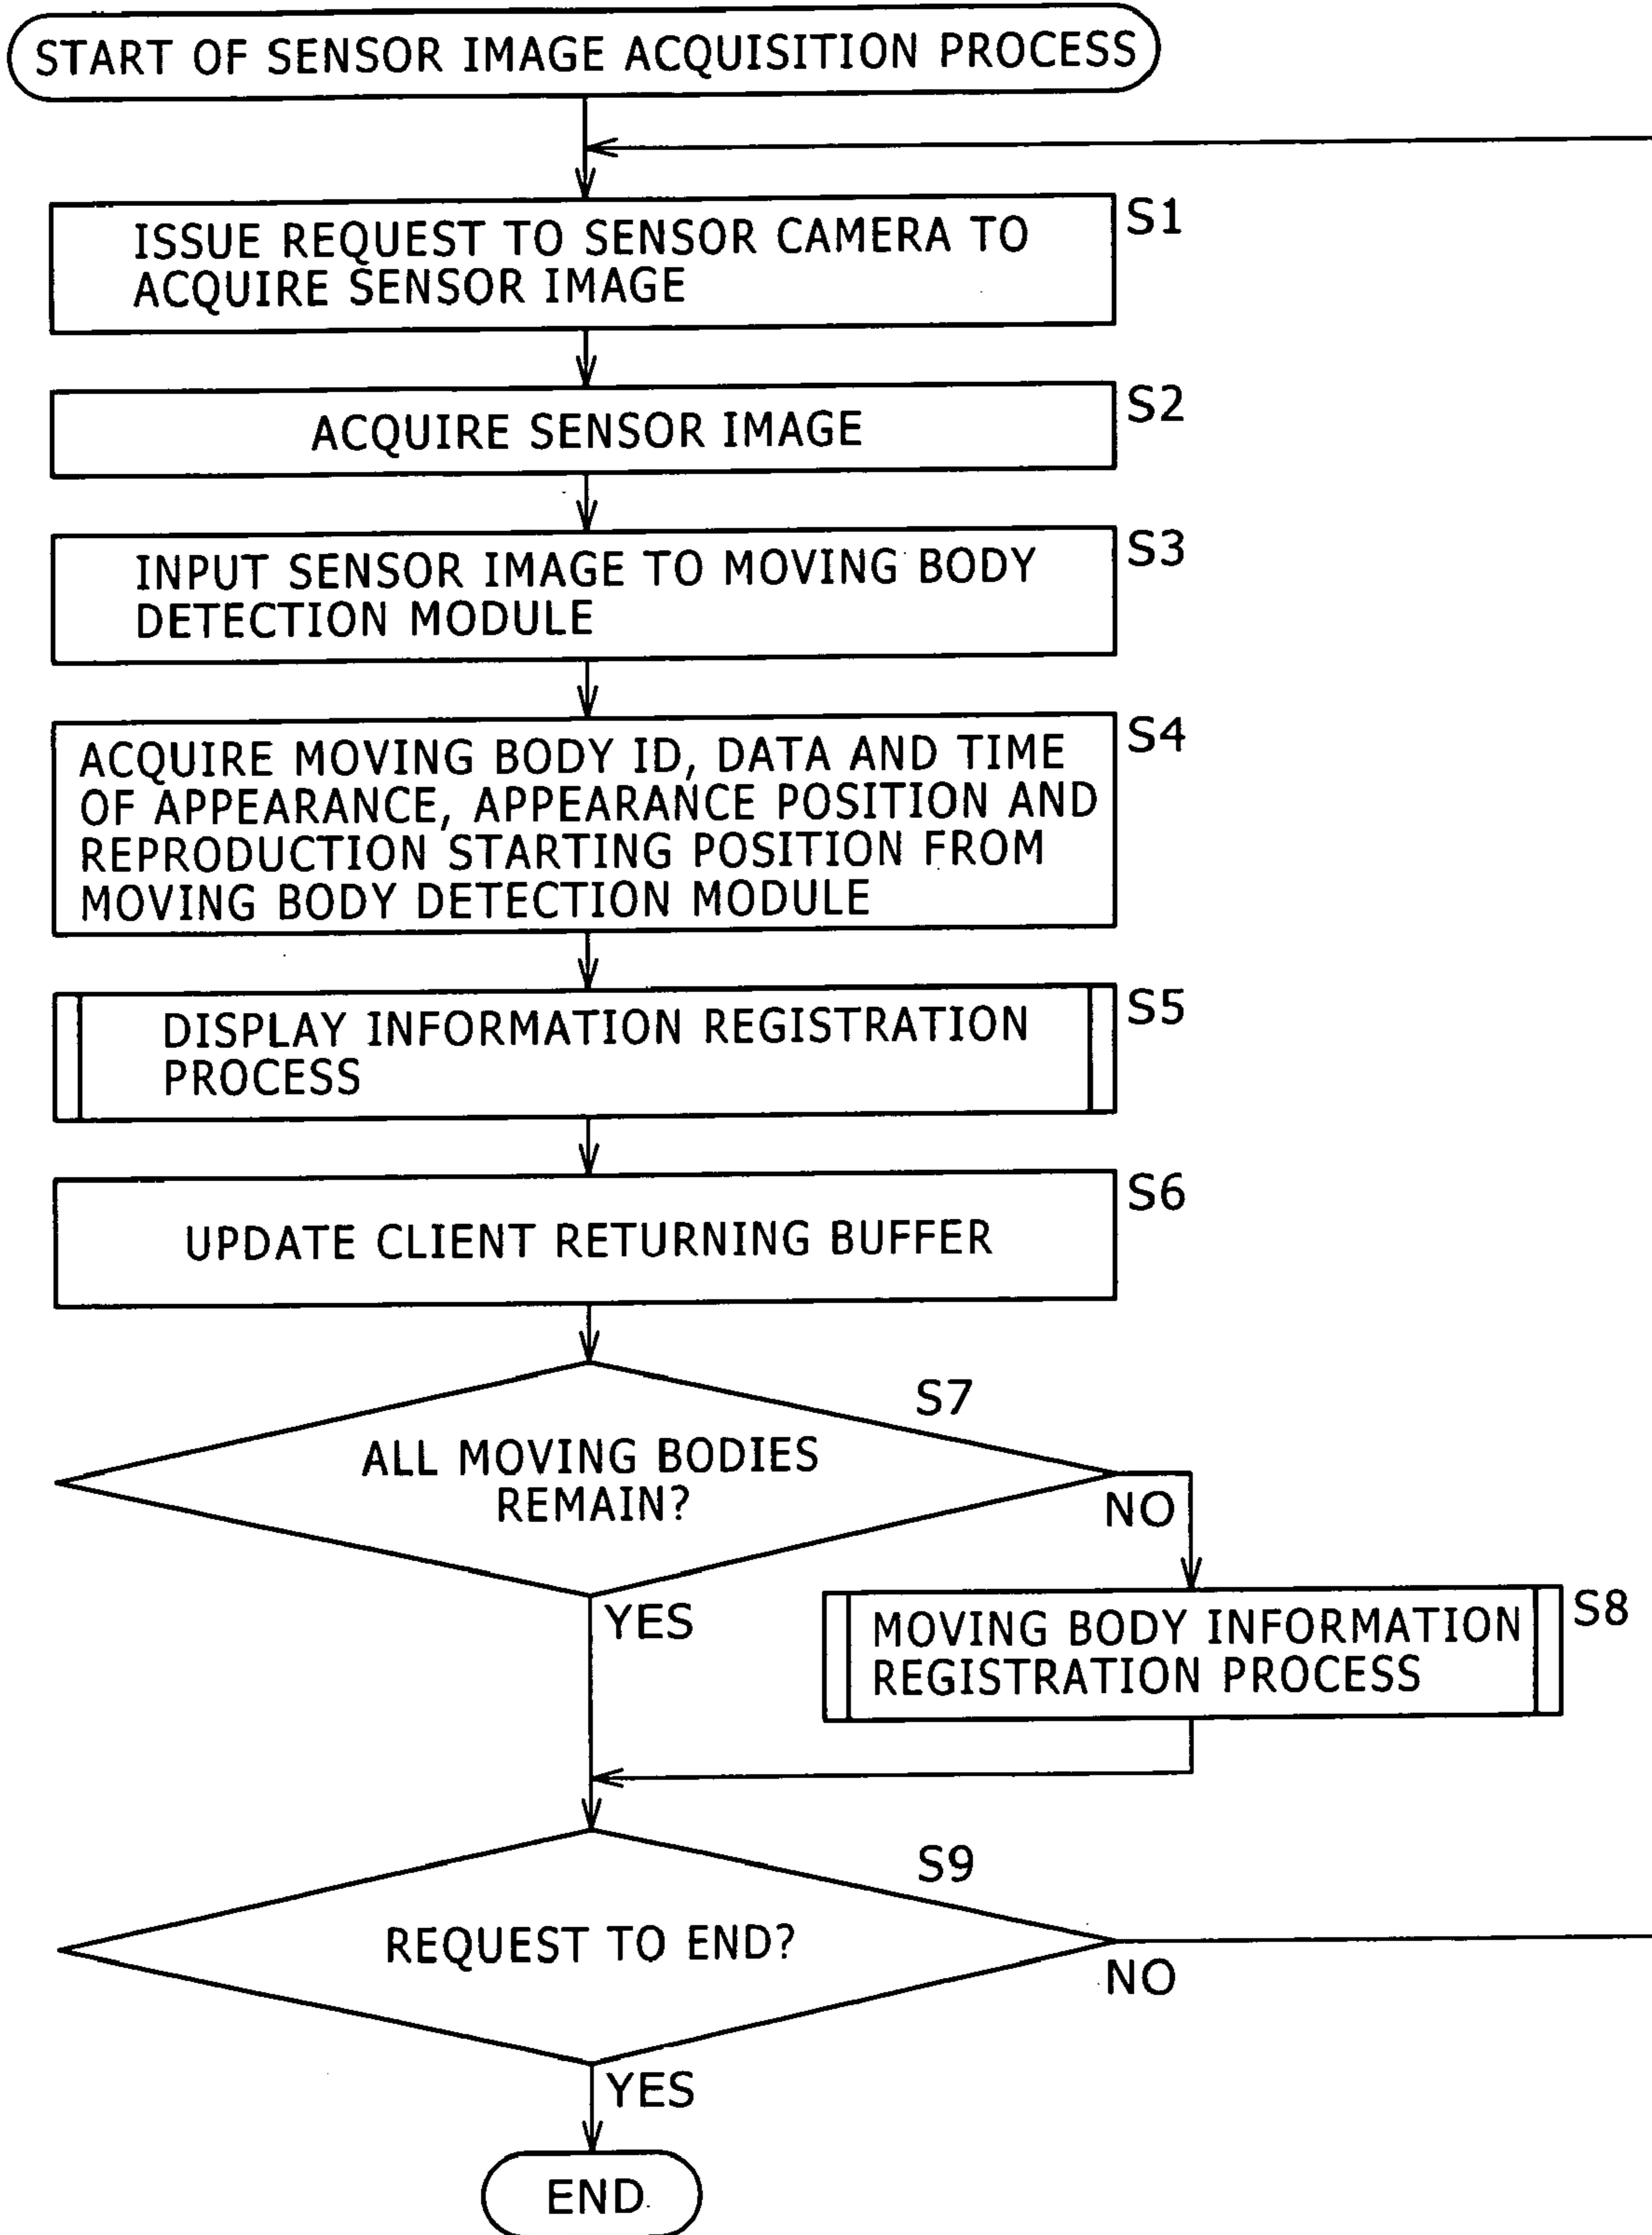 START OF SENSOR IMAGE ACQUISITION PROCESS
S1
ISSUE REQUEST TO SENSOR CAMERA TO
ACQUIRE SENSOR IMAGE
S2
ACQUIRE SENSOR IMAGE
S3
INPUT SENSOR IMAGE TO MOVING BODY
DETECTION MODULE
S4
ACQUIRE MOVING BODY ID, DATA AND TIME
OF APPEARANCE, APPEARANCE POSITION AND
REPRODUCTION STARTING POSITION FROM
MOVING BODY DETECTION MODULE
S5
DISPLAY INFORMATION REGISTRATION
PROCESS
S6
UPDATE CLIENT RETURNING BUFFER
S7
ALL MOVING BODIES
REMAIN?
NO
YES
S8
MOVING BODY INFORMATION
REGISTRATION PROCESS
S9
REQUEST TO END?
NO
YES
END